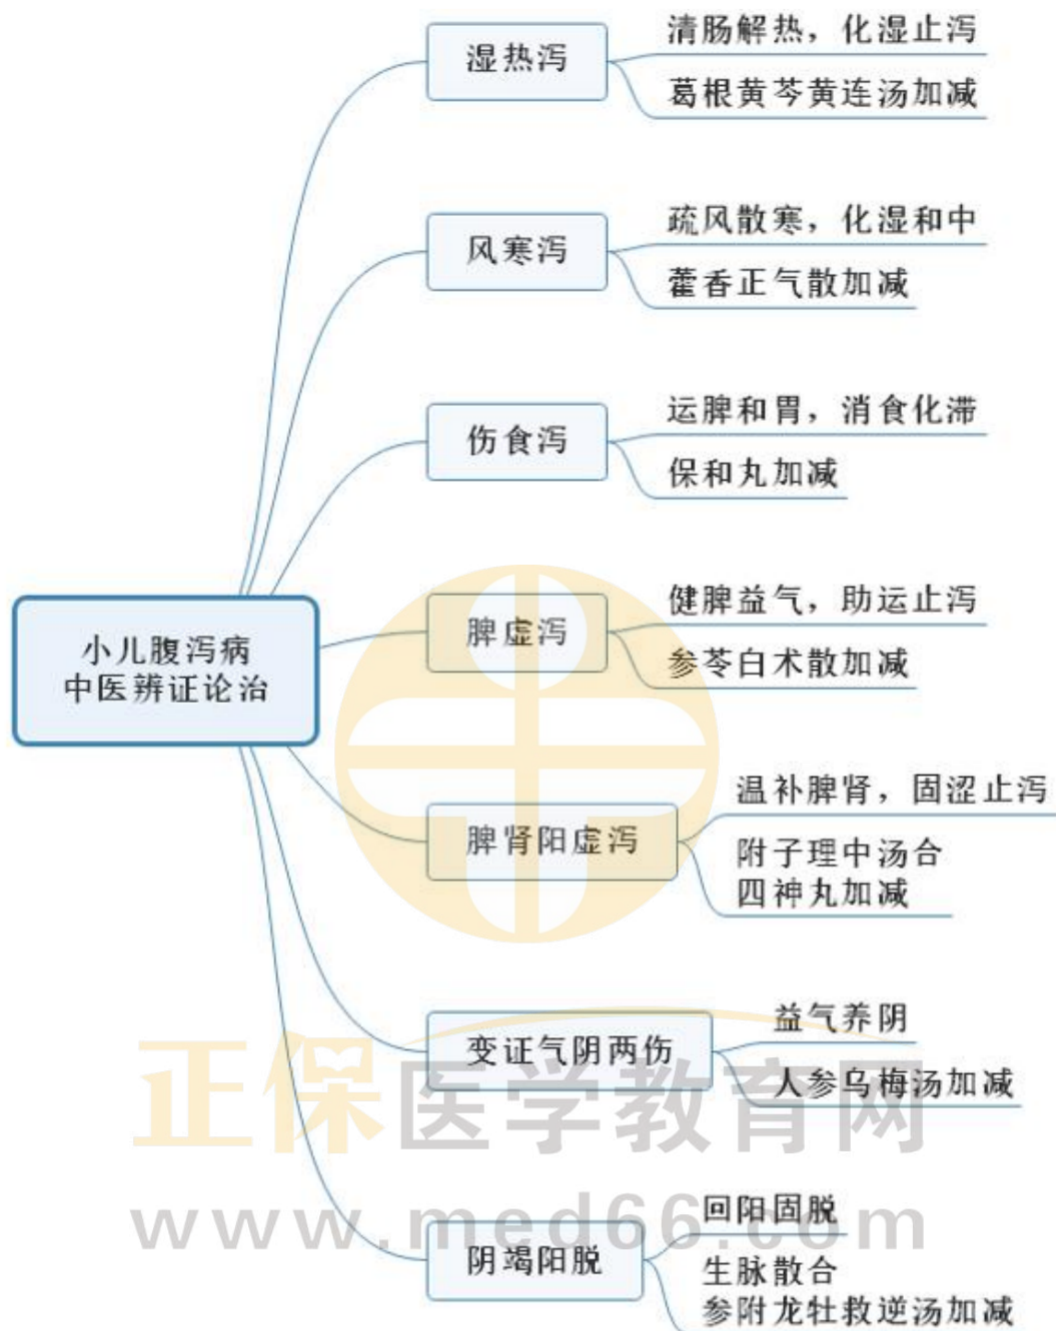 湿热泻
清肠解热，化湿止泻
葛根黄芩黄连汤加减
风寒泻
疏风散寒，化湿和中
藿香正气散加减
伤食泻
运脾和胃，消食化滞
保和丸加减
小儿腹泻病
中医辨证论治
脾虚泻
健脾益气，助运止泻
参苓白术散加减
脾肾阳虚泻
温补脾肾，固涩止泻
附子理中汤合
四神丸加减
变证气阴两伤
益气养阴
人参乌梅汤加减
正保医学教育网
www.med66.com
阴竭阳脱
回阳固脱
生脉散合
参附龙牡救逆汤加减